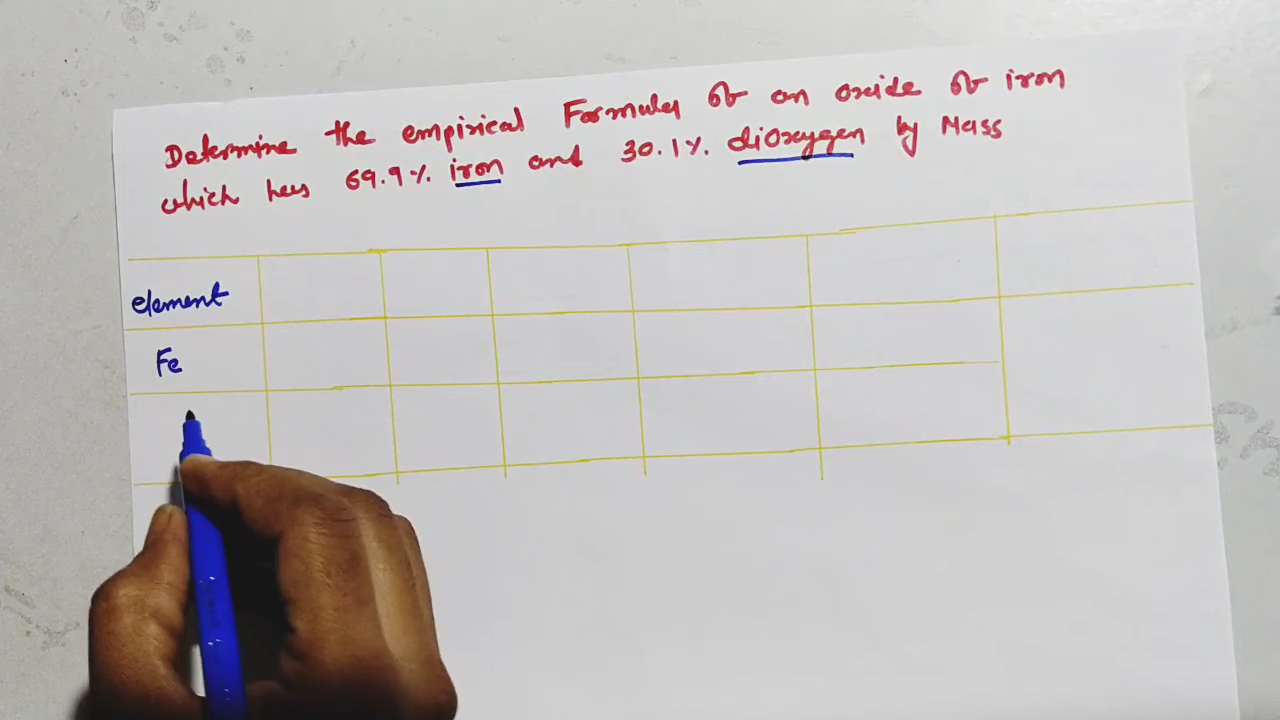 Determine the empirical Formula of an oxide of iron
which has 69.9% iron and 30.1% dioxygen by Mass
element
Fe